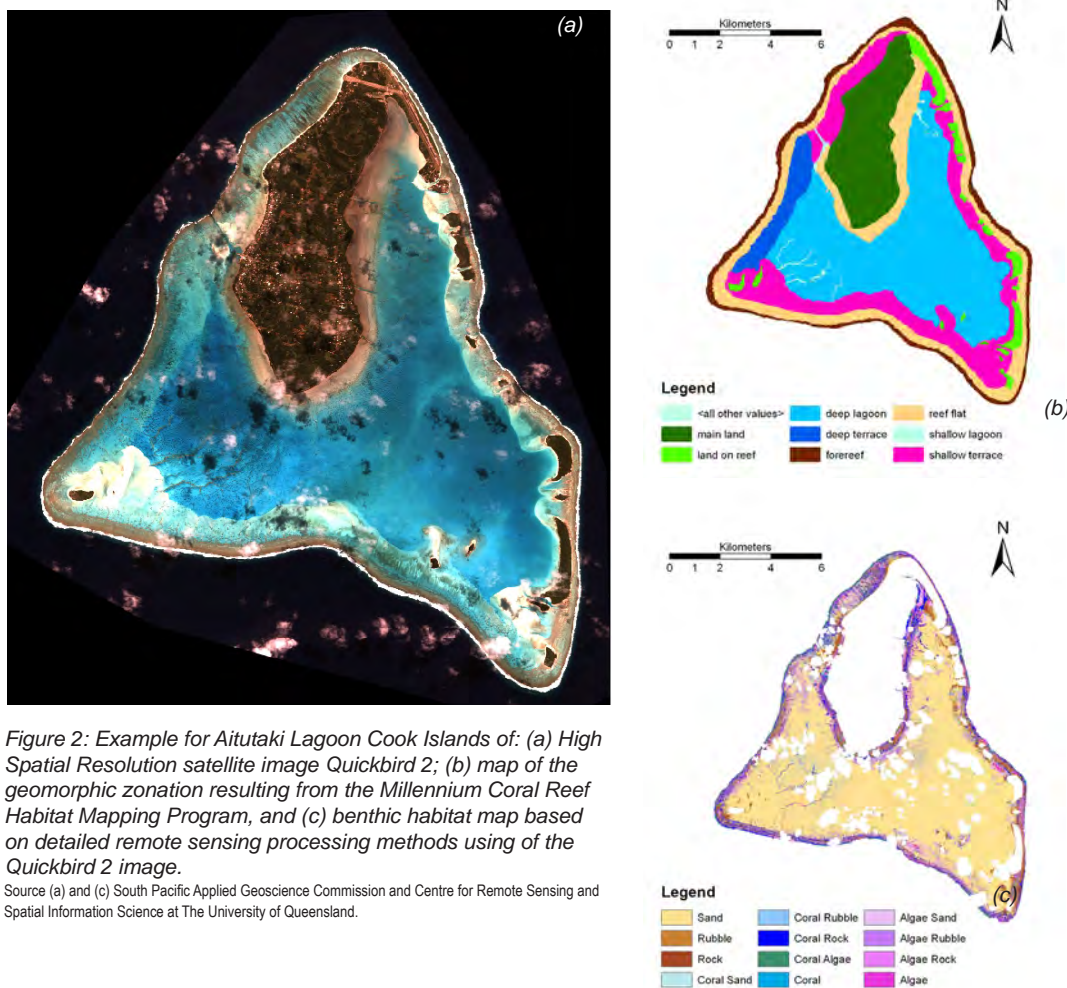 (a)
Figure 2: Example for Aitutaki Lagoon Cook Islands of: (a) High
Spatial Resolution satellite image Quickbird 2; (b) map of the
geomorphic zonation resulting from the Millennium Coral Reef
Habitat Mapping Program, and (c) benthic habitat map based
on detailed remote sensing processing methods using of the
Quickbird 2 image.
Source (a) and (c) South Pacific Applied Geoscience Commission and Centre for Remote Sensing and
Spatial Information Science at The University of Queensland.
Kilometers
0 1 2 4 6
N
Legend
<all other values> deep lagoon reef flat
main land deep terrace shallow lagoon
land on reef forereef shallow terrace
(b)
Kilometers
0 1 2 4 6
N
Legend
(c)
Sand Coral Rubble Algae Sand
Rubble Coral Rock Algae Rubble
Rock Coral Algae Algae Rock
Coral Sand Coral Algae